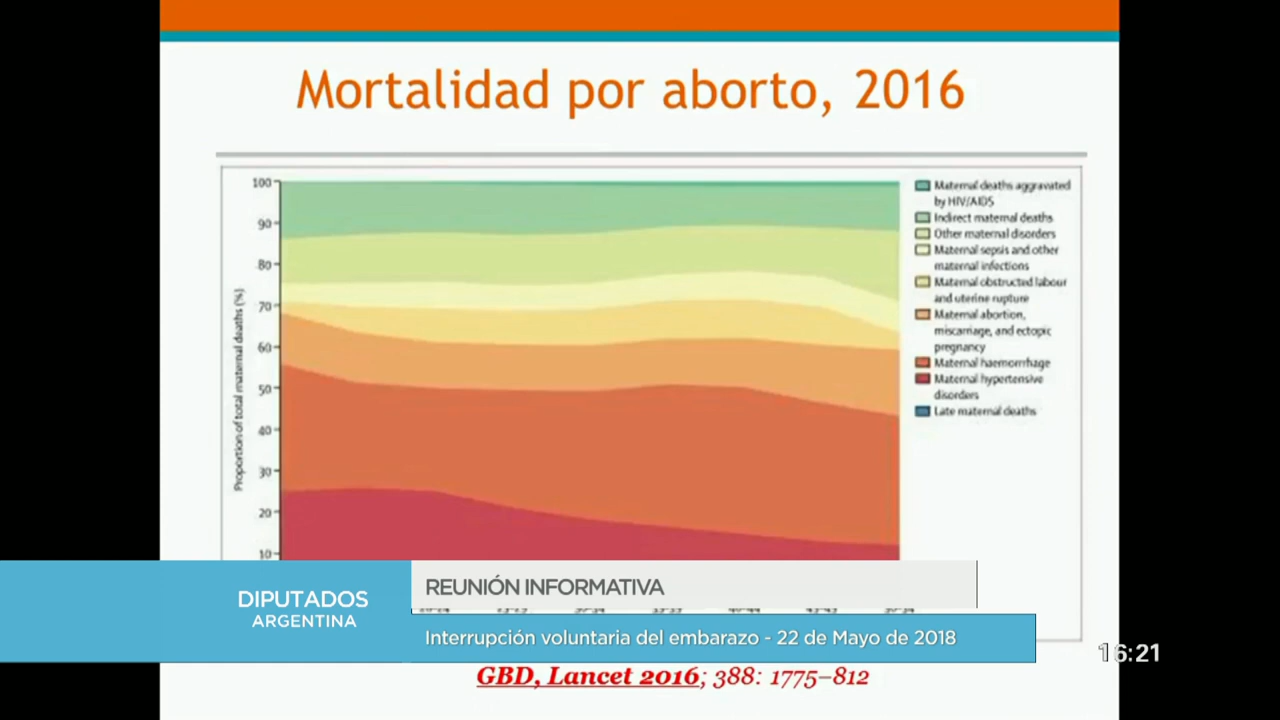 Mortalidad por aborto, 2016
100
90
80
70
60
50
40
30
20
10
Proportion of total maternal deaths (%)
Maternal deaths aggravated
by HIV/AIDS
Indirect maternal deaths
Other maternal disorders
Maternal sepsis and other
maternal infections
Maternal obstructed labour
and uterine rupture
Maternal abortion,
miscarriage, and ectopic
pregnancy
Maternal haemorrhage
Maternal hypertensive
disorders
Late maternal deaths
DIPUTADOS
ARGENTINA
REUNIÓN INFORMATIVA
Interrupción voluntaria del embarazo - 22 de Mayo de 2018
16:21
GBD, Lancet 2016; 388: 1775–812